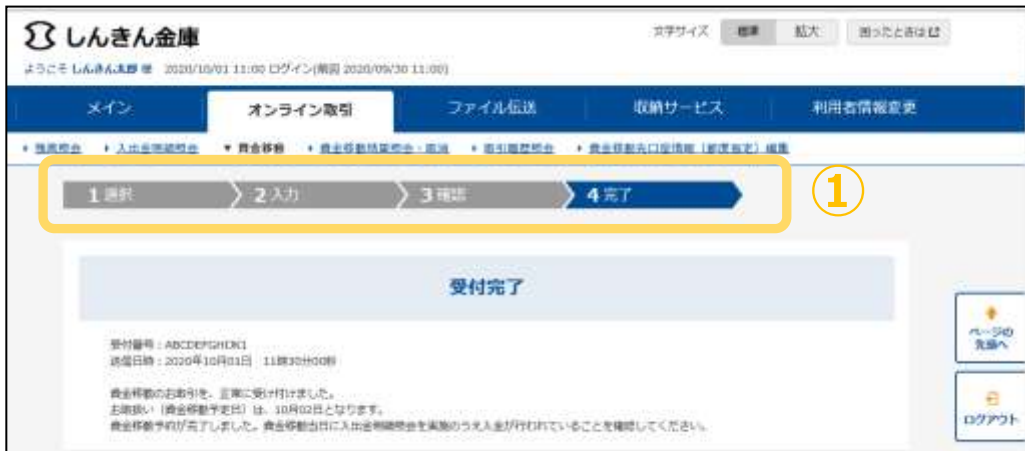 しんきん金庫
文字サイズ 標準 拡大 困ったときは
ようこそ しんきん太郎 様 2020/10/01 11:00 ログイン(前回 2020/09/30 11:00)
メイン オンライン取引 ファイル伝送 収納サービス 利用者情報変更
残高照会 入出金明細照会 資金移動 資金移動結果照会・取消 取引履歴照会 資金移動先口座情報（都度指定）編集
1 選択 2 入力 3 確認 4 完了 ①
受付完了
受付番号：ABCDEFGHIJK1
送信日時：2020年10月01日 11時30分00秒
資金移動のお取引を、正常に受け付けました。
お取扱い（資金移動予定日）は、10月02日となります。
資金移動予約が完了しました。資金移動当日に入出金明細照会を実施のうえ入金が行われていることを確認してください。
ページの
先頭へ
ログアウト